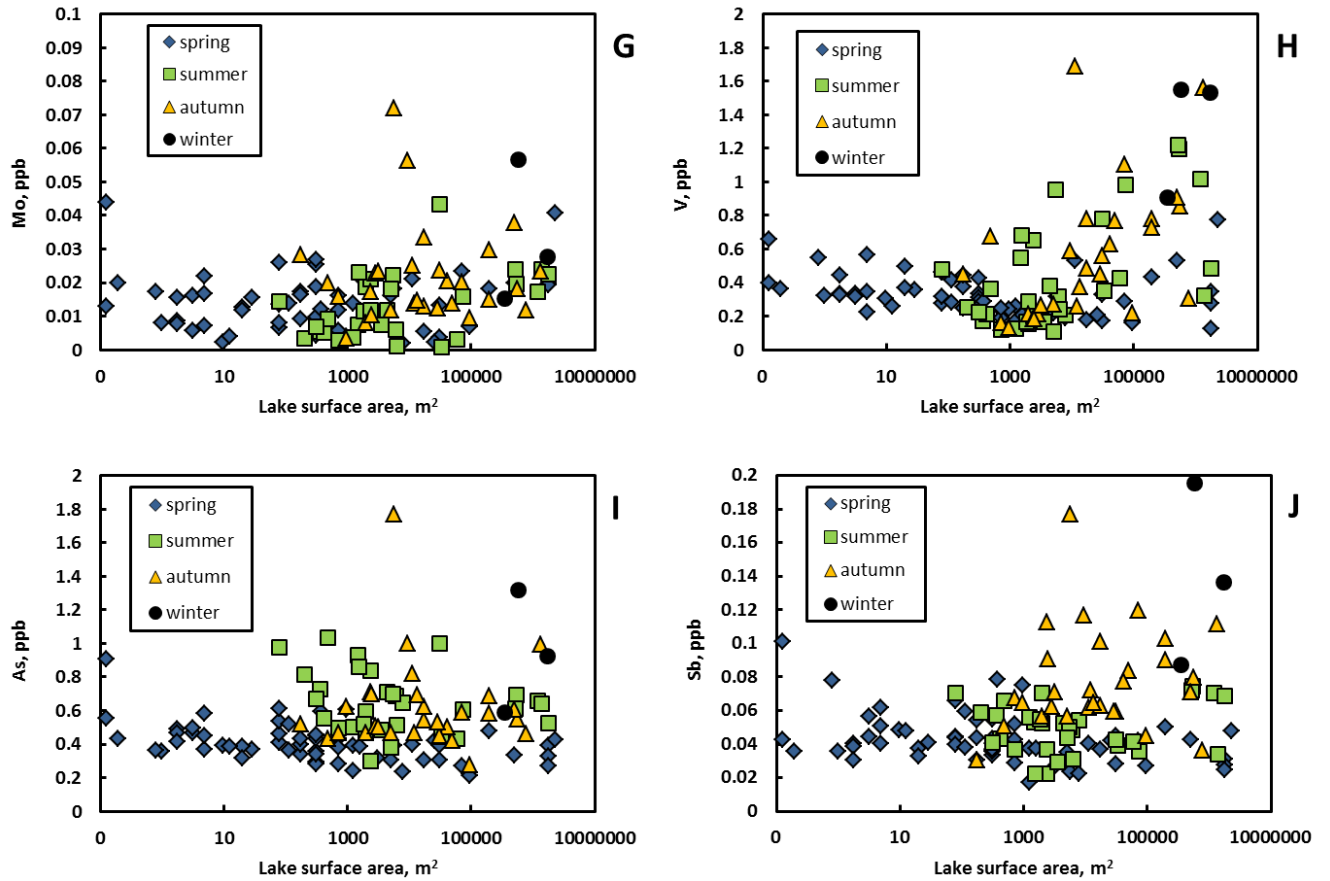 G
Mo, ppb
0.1
0.09
0.08
0.07
0.06
0.05
0.04
0.03
0.02
0.01
0
spring
summer
autumn
winter
0 10 1000 100000 10000000
Lake surface area, m²
H
V, ppb
2
1.8
1.6
1.4
1.2
1
0.8
0.6
0.4
0.2
0
spring
summer
autumn
winter
0 10 1000 100000 10000000
Lake surface area, m²
I
As, ppb
2
1.8
1.6
1.4
1.2
1
0.8
0.6
0.4
0.2
0
spring
summer
autumn
winter
0 10 1000 100000 10000000
Lake surface area, m²
J
Sb, ppb
0.2
0.18
0.16
0.14
0.12
0.1
0.08
0.06
0.04
0.02
0
spring
summer
autumn
winter
0 10 1000 100000 10000000
Lake surface area, m²